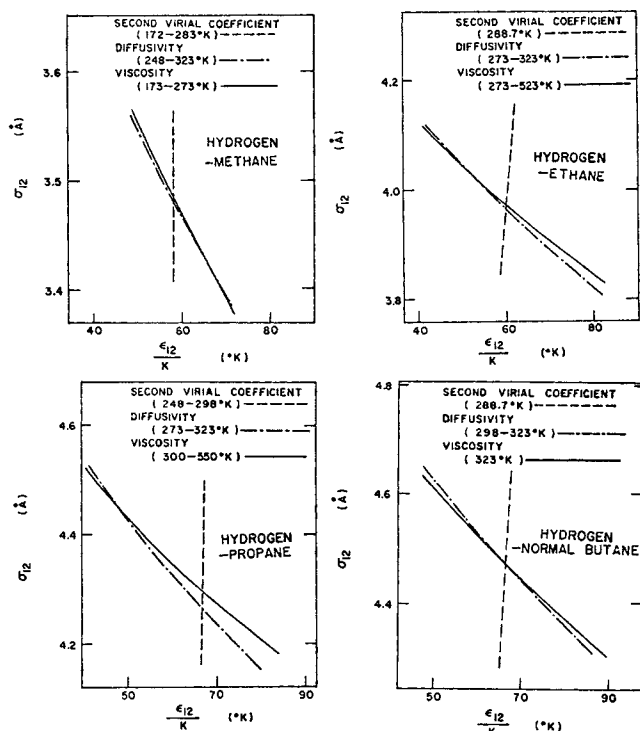 SECOND VIRIAL COEFFICIENT
(172-283°K)
DIFFUSIVITY
(248-323°K)
VISCOSITY
(173-273°K)
3.6
(Å)
HYDROGEN
-METHANE
σ12
3.5
3.4
40 60 80
ε12
K (°K)
SECOND VIRIAL COEFFICIENT
(288.7°K)
DIFFUSIVITY
(273-323°K)
VISCOSITY
(273-523°K)
4.2
(Å)
HYDROGEN
-ETHANE
σ12
4.0
3.8
40 60 80
ε12
K (°K)
SECOND VIRIAL COEFFICIENT
(248-298°K)
DIFFUSIVITY
(273-323°K)
VISCOSITY
(300-550°K)
4.6
(Å)
4.4
HYDROGEN
-PROPANE
σ12
4.2
50 70 90
ε12
K (°K)
SECOND VIRIAL COEFFICIENT
(288.7°K)
DIFFUSIVITY
(298-323°K)
VISCOSITY
(323°K)
4.8
(Å)
4.6
HYDROGEN
-NORMAL BUTANE
σ12
4.4
50 70 90
ε12
K (°K)